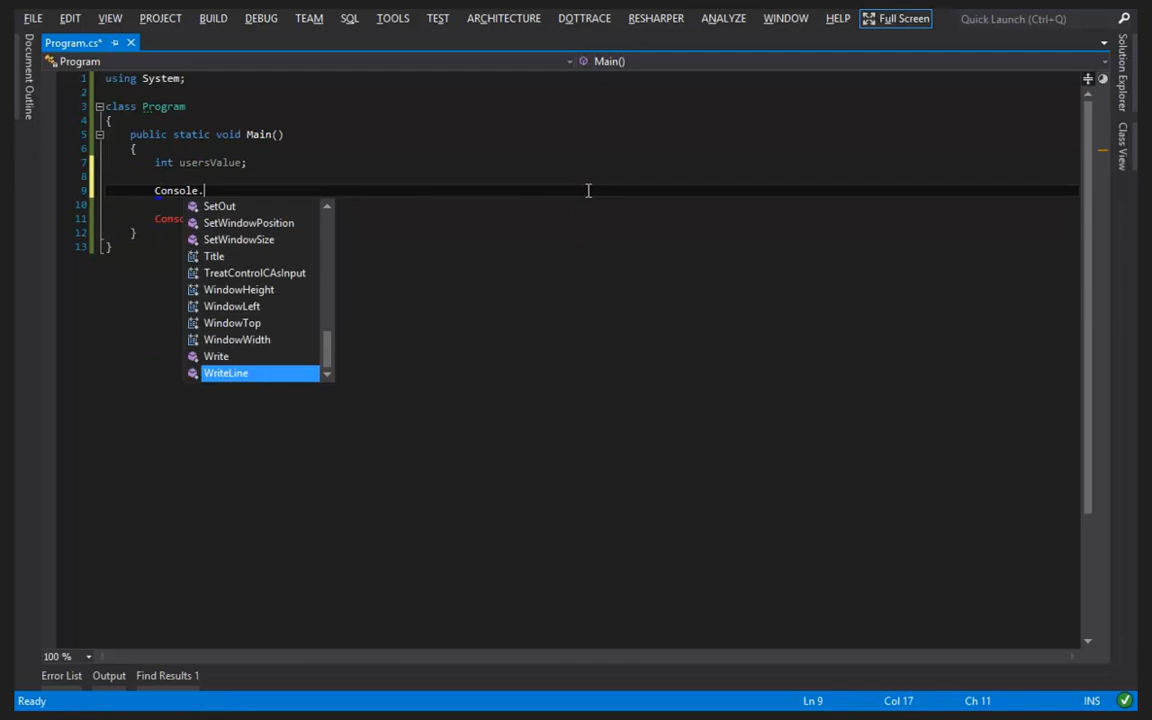 FILE EDIT VIEW PROJECT BUILD DEBUG TEAM SQL TOOLS TEST ARCHITECTURE DOTTRACE RESHARPER ANALYZE WINDOW HELP Full Screen Quick Launch (Ctrl+Q)
Program.cs*
Program Main()
Document Outline
Solution Explorer
Class View
1 using System;
2
3 class Program
4 {
5 public static void Main()
6 {
7 int usersValue;
8
9 Console.
10
11 Conso
12 }
13 }
SetOut
SetWindowPosition
SetWindowSize
Title
TreatControlCAsInput
WindowHeight
WindowLeft
WindowTop
WindowWidth
Write
WriteLine
100 %
Error List Output Find Results 1
Ready Ln 9 Col 17 Ch 11 INS